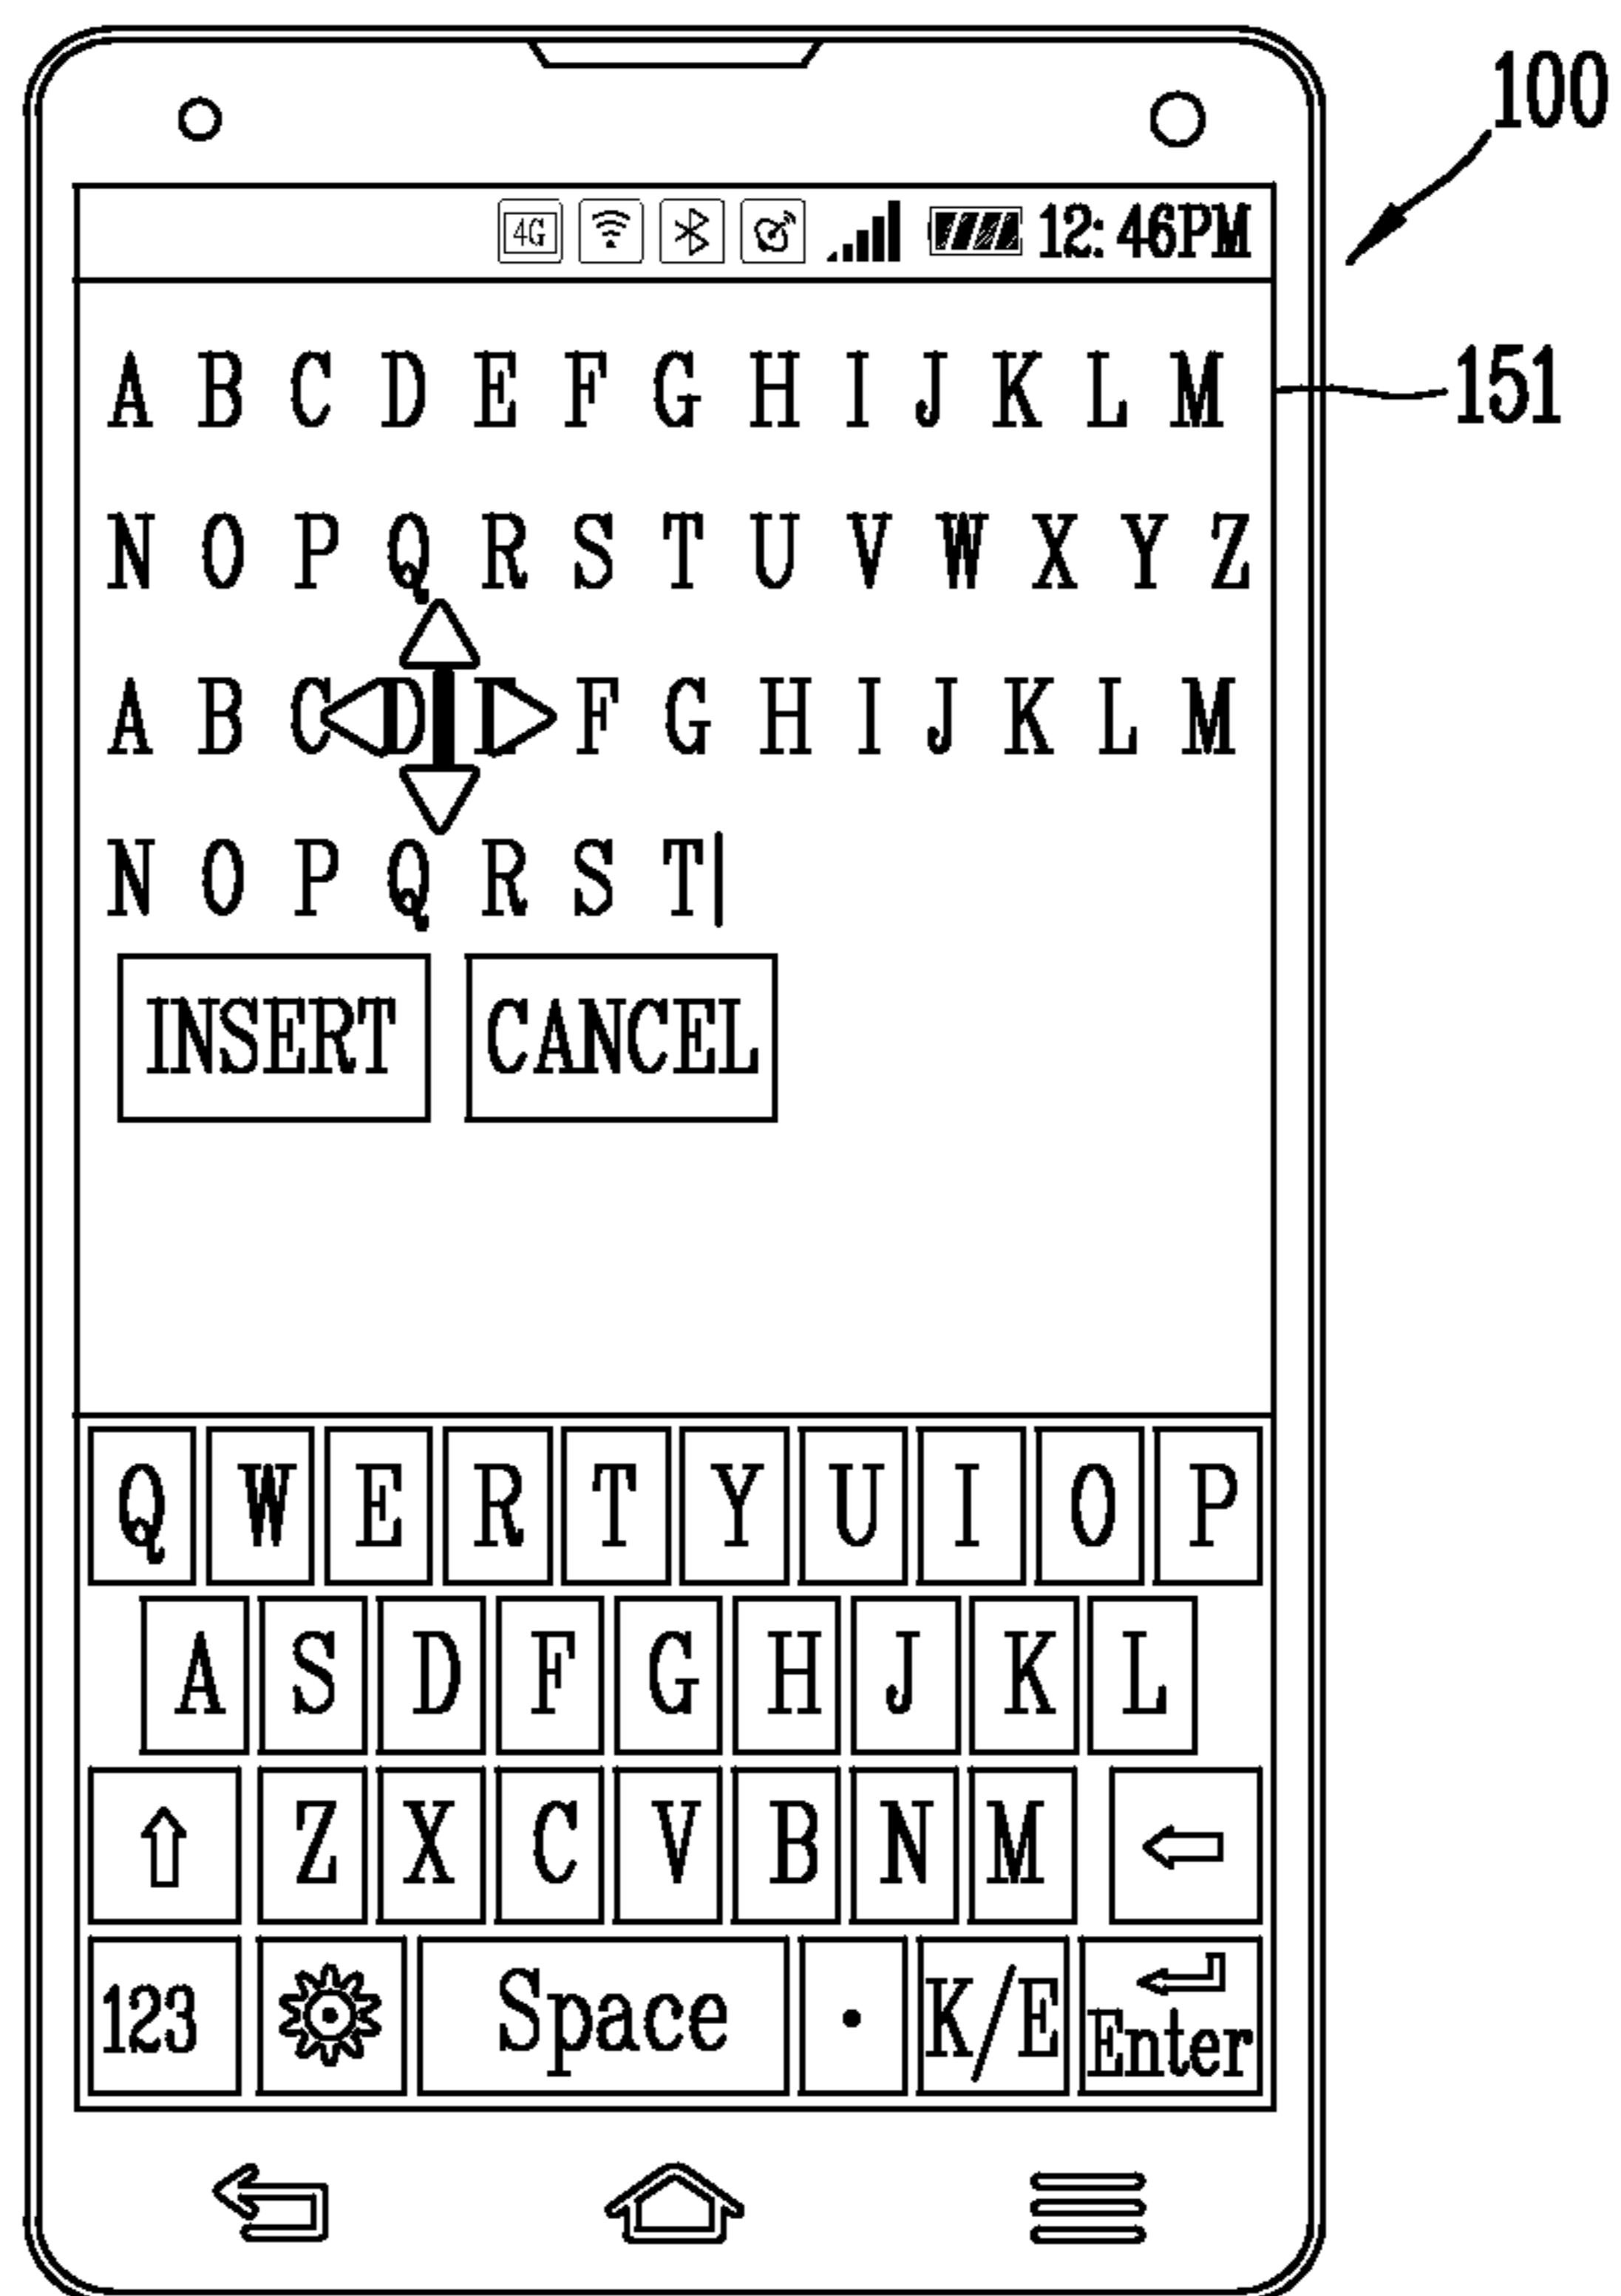 100
4G 12:46PM
A B C D E F G H I J K L M
151
N O P Q R S T U V W X Y Z
A B C D E F G H I J K L M
N O P Q R S T
INSERT CANCEL
Q W E R T Y U I O P
A S D F G H J K L
Z X C V B N M
123 Space . K/E Enter